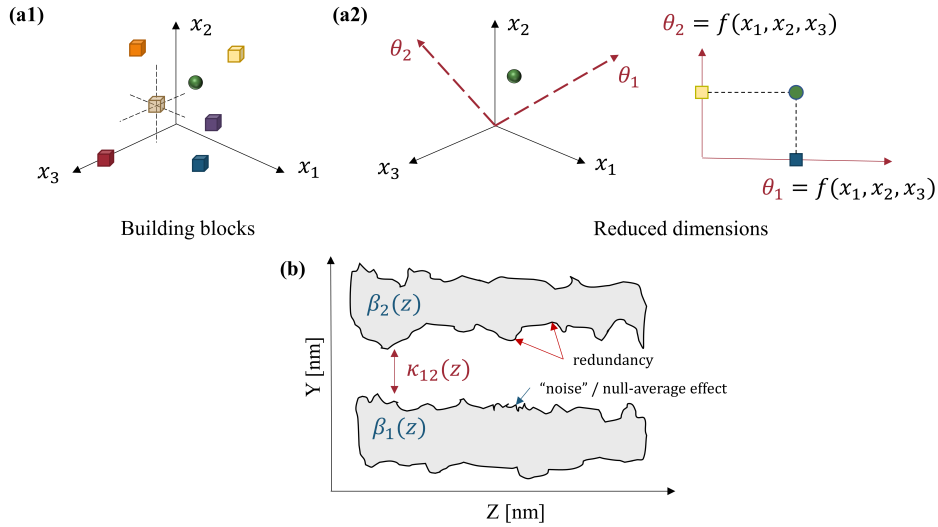 (a1)
x₂
x₃
x₁
Building blocks
(a2)
x₂
θ₂
θ₁
x₃
x₁
θ₂ = f(x₁, x₂, x₃)
θ₁ = f(x₁, x₂, x₃)
Reduced dimensions
(b)
Y [nm]
β₂(z)
redundancy
κ₁₂(z)
"noise" / null-average effect
β₁(z)
Z [nm]